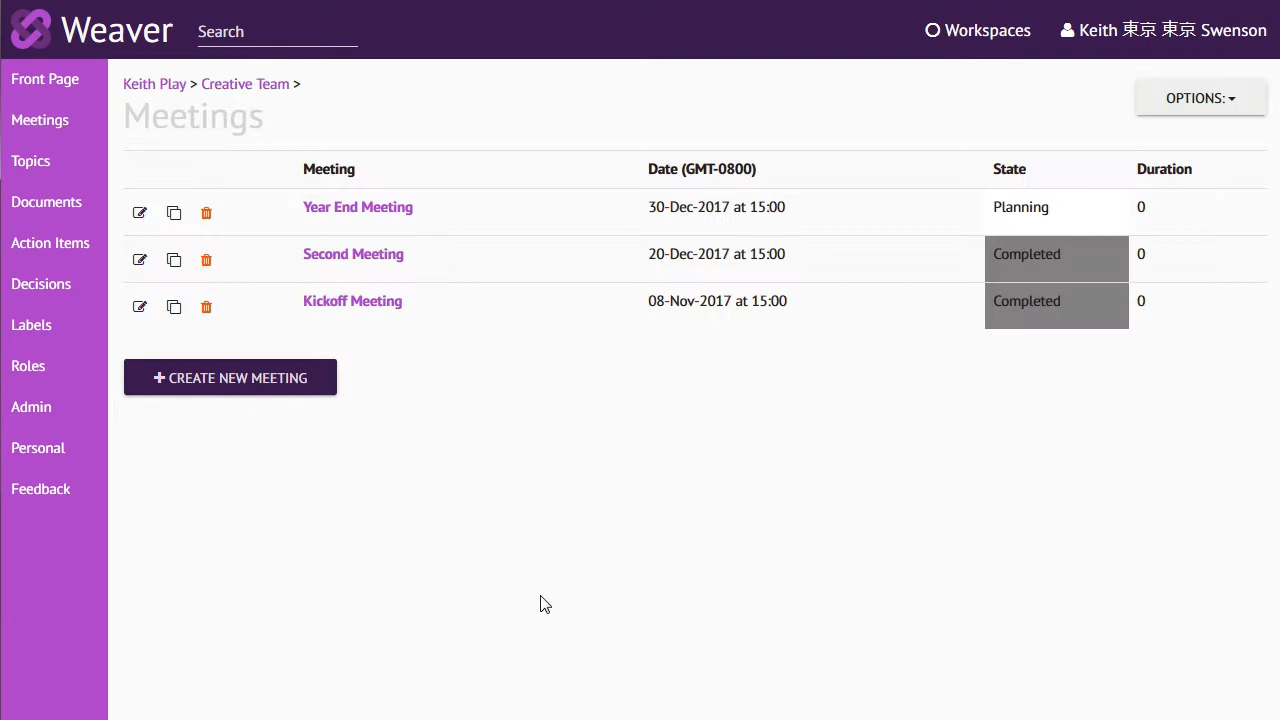 Weaver
Search
Workspaces
Keith 東京 東京 Swenson
Front Page
Meetings
Topics
Documents
Action Items
Decisions
Labels
Roles
Admin
Personal
Feedback
Keith Play > Creative Team >
Meetings
OPTIONS:
Meeting Date (GMT-0800) State Duration
Year End Meeting 30-Dec-2017 at 15:00 Planning 0
Second Meeting 20-Dec-2017 at 15:00 Completed 0
Kickoff Meeting 08-Nov-2017 at 15:00 Completed 0
CREATE NEW MEETING